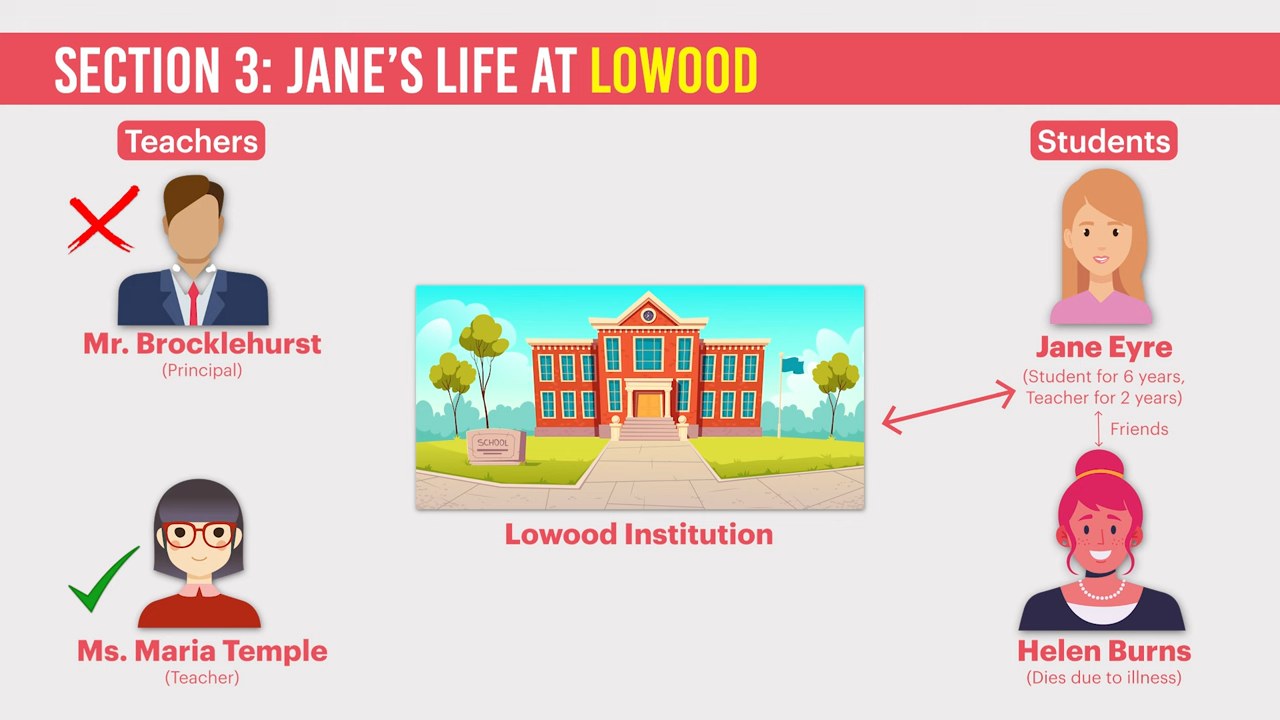 SECTION 3: JANE'S LIFE AT LOWOOD
Teachers
Mr. Brocklehurst
(Principal)
Ms. Maria Temple
(Teacher)
SCHOOL
Lowood Institution
Students
Jane Eyre
(Student for 6 years,
Teacher for 2 years)
Friends
Helen Burns
(Dies due to illness)